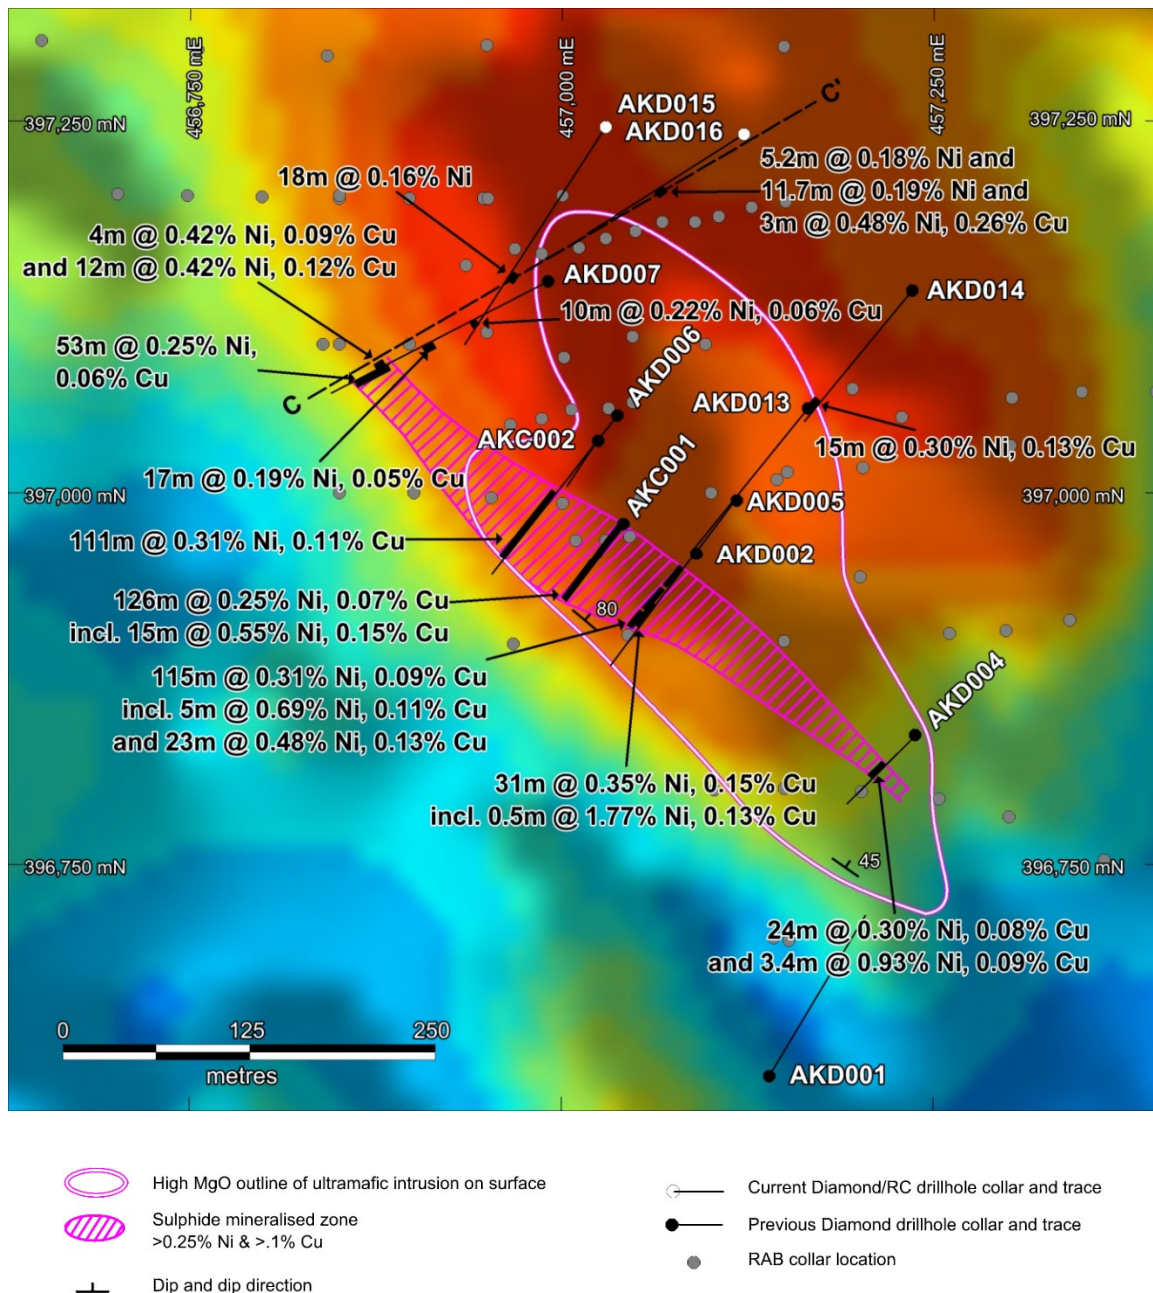 456,750 mE
457,000 mE
457,250 mE
397,250 mN
397,250 mN
C'
AKD015
AKD016
18m @ 0.16% Ni
5.2m @ 0.18% Ni and
11.7m @ 0.19% Ni and
3m @ 0.48% Ni, 0.26% Cu
4m @ 0.42% Ni, 0.09% Cu
and 12m @ 0.42% Ni, 0.12% Cu
AKD007
AKD014
10m @ 0.22% Ni, 0.06% Cu
53m @ 0.25% Ni,
0.06% Cu
C
AKD006
AKD013
15m @ 0.30% Ni, 0.13% Cu
AKC002
AKC001
17m @ 0.19% Ni, 0.05% Cu
397,000 mN
397,000 mN
AKD005
111m @ 0.31% Ni, 0.11% Cu
AKD002
126m @ 0.25% Ni, 0.07% Cu
incl. 15m @ 0.55% Ni, 0.15% Cu
80
115m @ 0.31% Ni, 0.09% Cu
incl. 5m @ 0.69% Ni, 0.11% Cu
and 23m @ 0.48% Ni, 0.13% Cu
AKD004
31m @ 0.35% Ni, 0.15% Cu
incl. 0.5m @ 1.77% Ni, 0.13% Cu
396,750 mN
45
396,750 mN
24m @ 0.30% Ni, 0.08% Cu
and 3.4m @ 0.93% Ni, 0.09% Cu
0 125 250
metres
AKD001
High MgO outline of ultramafic intrusion on surface
Sulphide mineralised zone
>0.25% Ni & >.1% Cu
Dip and dip direction
Current Diamond/RC drillhole collar and trace
Previous Diamond drillhole collar and trace
RAB collar location